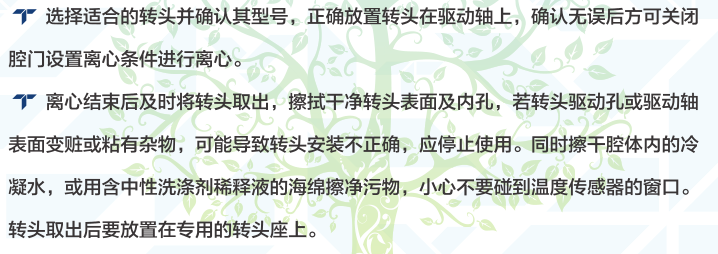 选择适合的转头并确认其型号，正确放置转头在驱动轴上，确认无误后方可关闭
腔门设置离心条件进行离心。
离心结束后及时将转头取出，擦拭干净转头表面及内孔，若转头驱动孔或驱动轴
表面变赃或粘有杂物，可能导致转头安装不正确，应停止使用。同时擦干腔体内的冷
凝水，或用含中性洗涤剂稀释液的海绵擦净污物，小心不要碰到温度传感器的窗口。
转头取出后要放置在专用的转头座上。